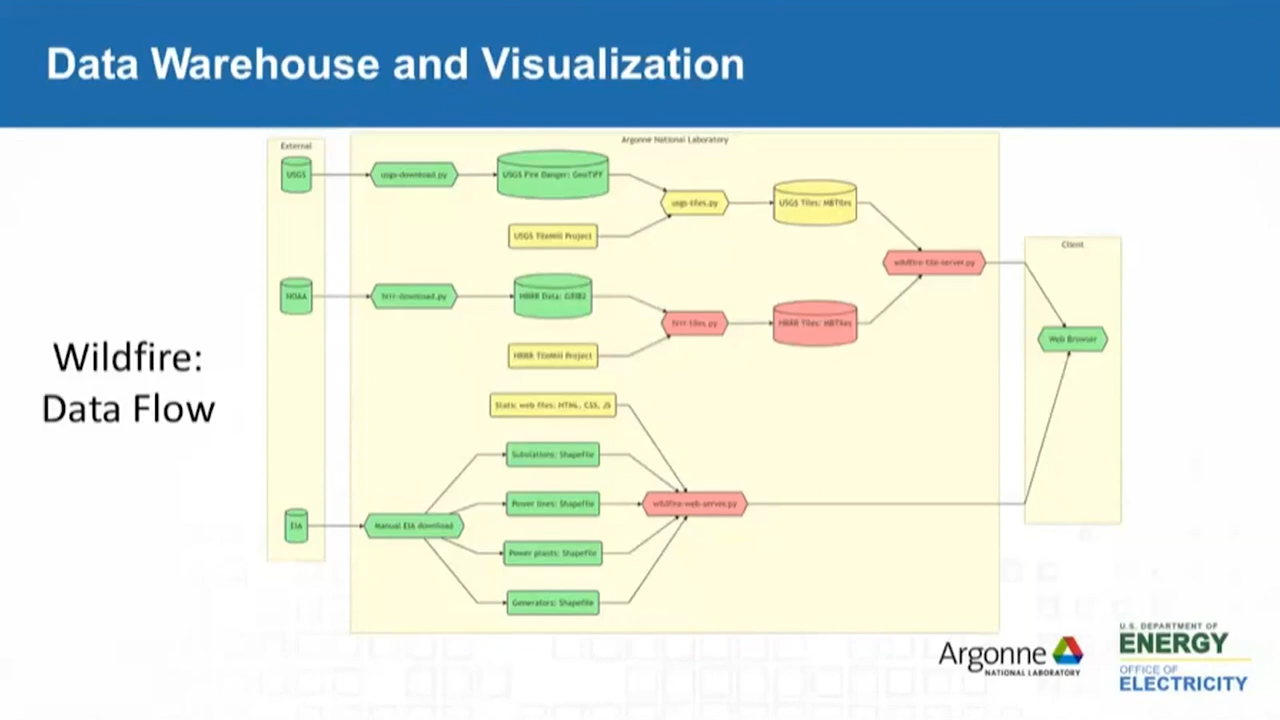 Data Warehouse and Visualization
Wildfire:
Data Flow
External
Argonne National Laboratory
Client
USGS
usgs-download.py
USGS Fire Danger: GeoTIFF
usgs-tiles.py
USGS Tiles: MBTiles
USGS TileMill Project
wildfire-tile-server.py
NOAA
hrrr-download.py
HRRR Data: GRIB2
hrrr-tiles.py
HRRR Tiles: MBTiles
HRRR TileMill Project
Web Browser
Static web files: HTML, CSS, JS
Substations: Shapefile
Power lines: Shapefile
wildfire-web-server.py
EIA
Manual EIA download
Power plants: Shapefile
Generators: Shapefile
Argonne
NATIONAL LABORATORY
U.S. DEPARTMENT OF
ENERGY
OFFICE OF
ELECTRICITY